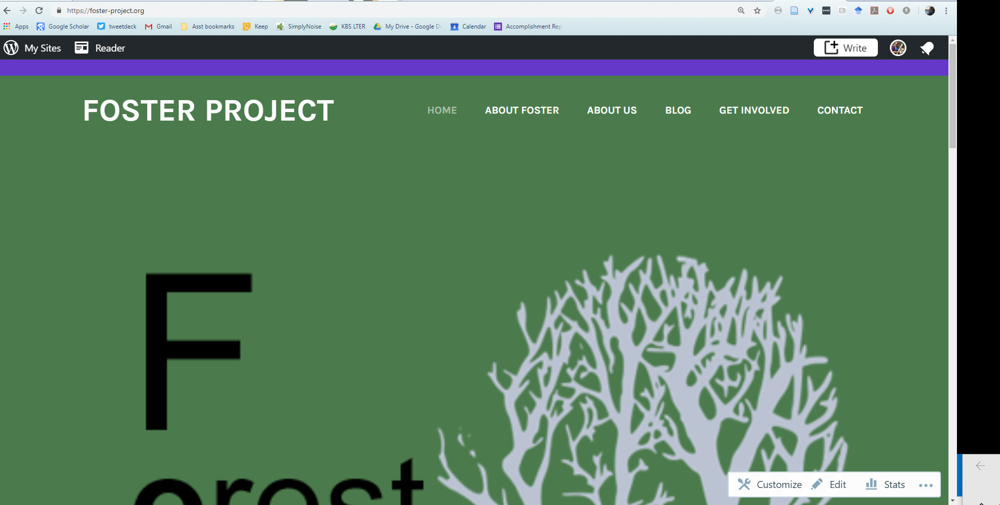 https://foster-project.org
Apps Google Scholar tweetdeck Gmail Asst bookmarks Keep SimplyNoise KBS LTER My Drive - Google Dr Calendar Accomplishment Rep
My Sites Reader Write
FOSTER PROJECT HOME ABOUT FOSTER ABOUT US BLOG GET INVOLVED CONTACT
F
orest
Customize Edit Stats